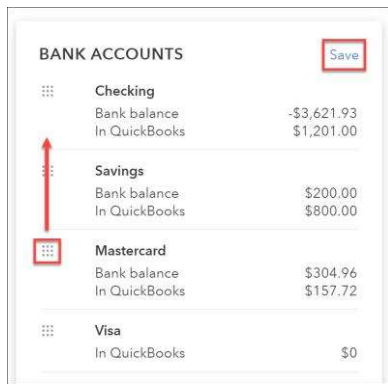 BANK ACCOUNTS Save
Checking
Bank balance -$3,621.93
In QuickBooks $1,201.00
Savings
Bank balance $200.00
In QuickBooks $800.00
Mastercard
Bank balance $304.96
In QuickBooks $157.72
Visa
In QuickBooks $0